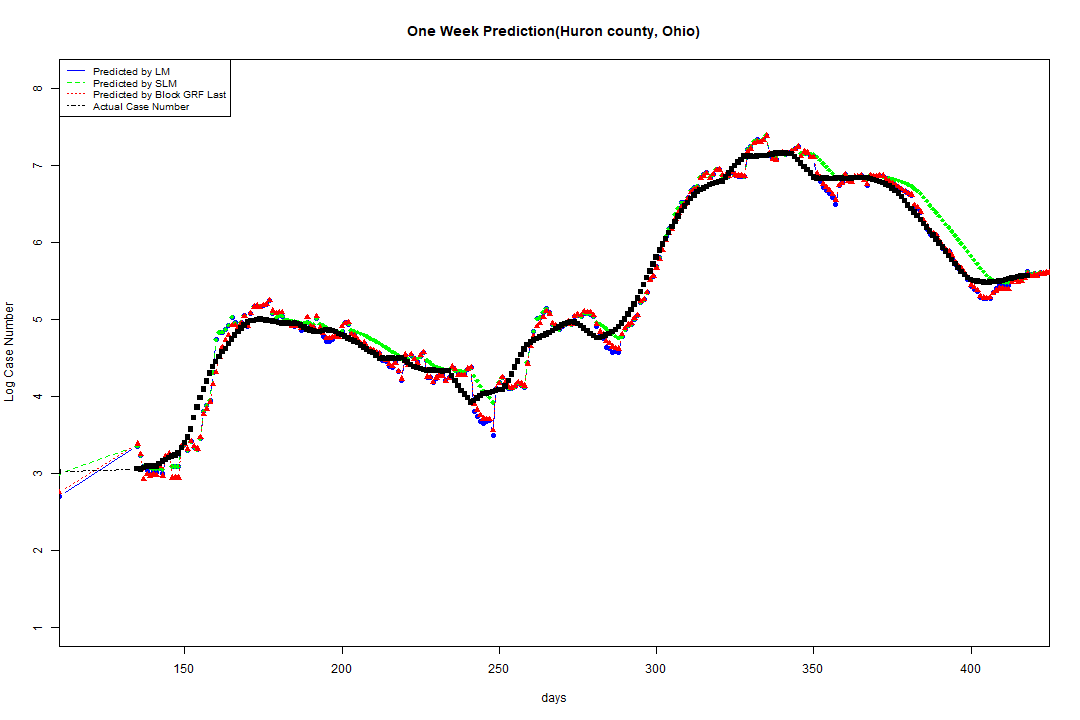 One Week Prediction(Huron county, Ohio)
Predicted by LM
Predicted by SLM
Predicted by Block GRF Last
Actual Case Number
8
7
6
5
4
3
2
1
Log Case Number
150 200 250 300 350 400
days